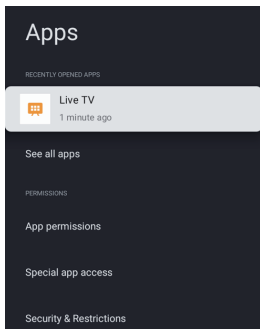 Apps
RECENTLY OPENED APPS
Live TV
1 minute ago
See all apps
PERMISSIONS
App permissions
Special app access
Security & Restrictions